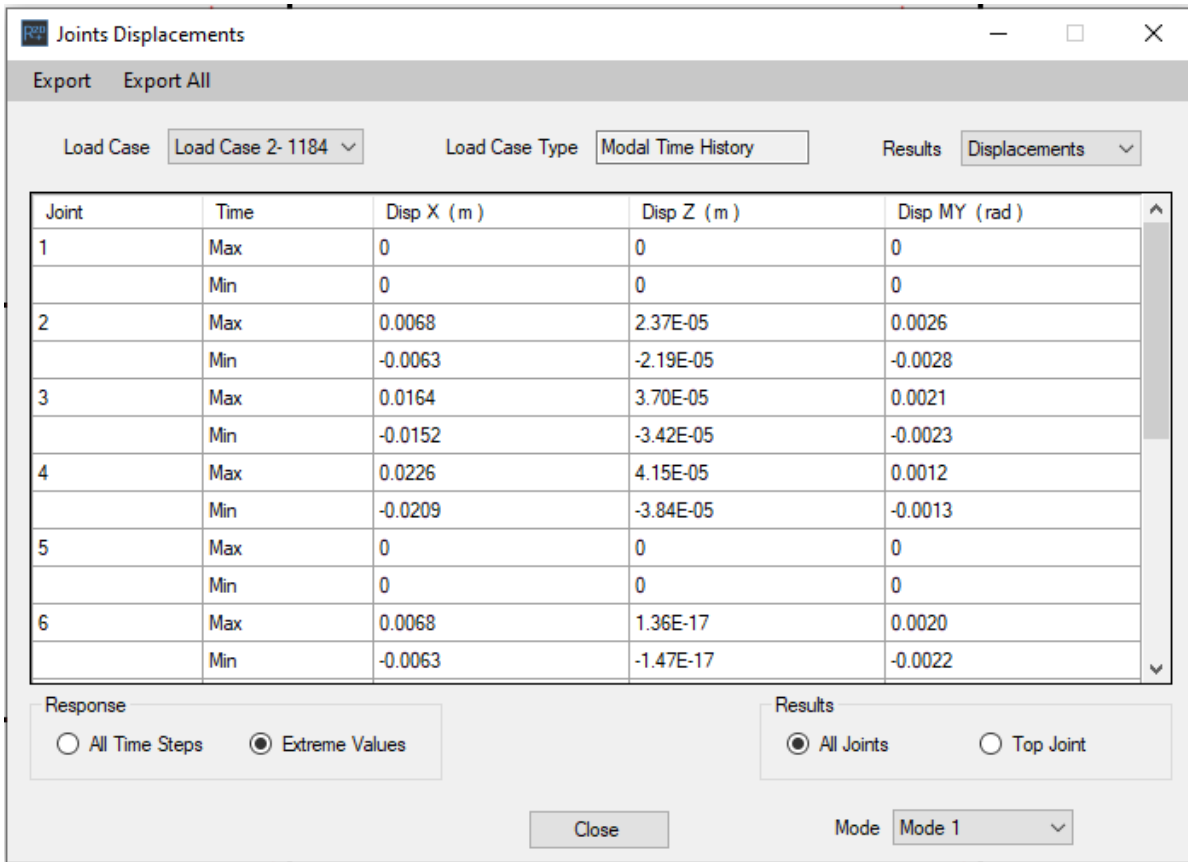 Joints Displacements
Export Export All
Load Case Load Case 2- 1184 Load Case Type Modal Time History Results Displacements
Joint Time Disp X ( m ) Disp Z ( m ) Disp MY ( rad )
1 Max 0 0 0
Min 0 0 0
2 Max 0.0068 2.37E-05 0.0026
Min -0.0063 -2.19E-05 -0.0028
3 Max 0.0164 3.70E-05 0.0021
Min -0.0152 -3.42E-05 -0.0023
4 Max 0.0226 4.15E-05 0.0012
Min -0.0209 -3.84E-05 -0.0013
5 Max 0 0 0
Min 0 0 0
6 Max 0.0068 1.36E-17 0.0020
Min -0.0063 -1.47E-17 -0.0022
Response Results
All Time Steps Extreme Values All Joints Top Joint
Close Mode Mode 1